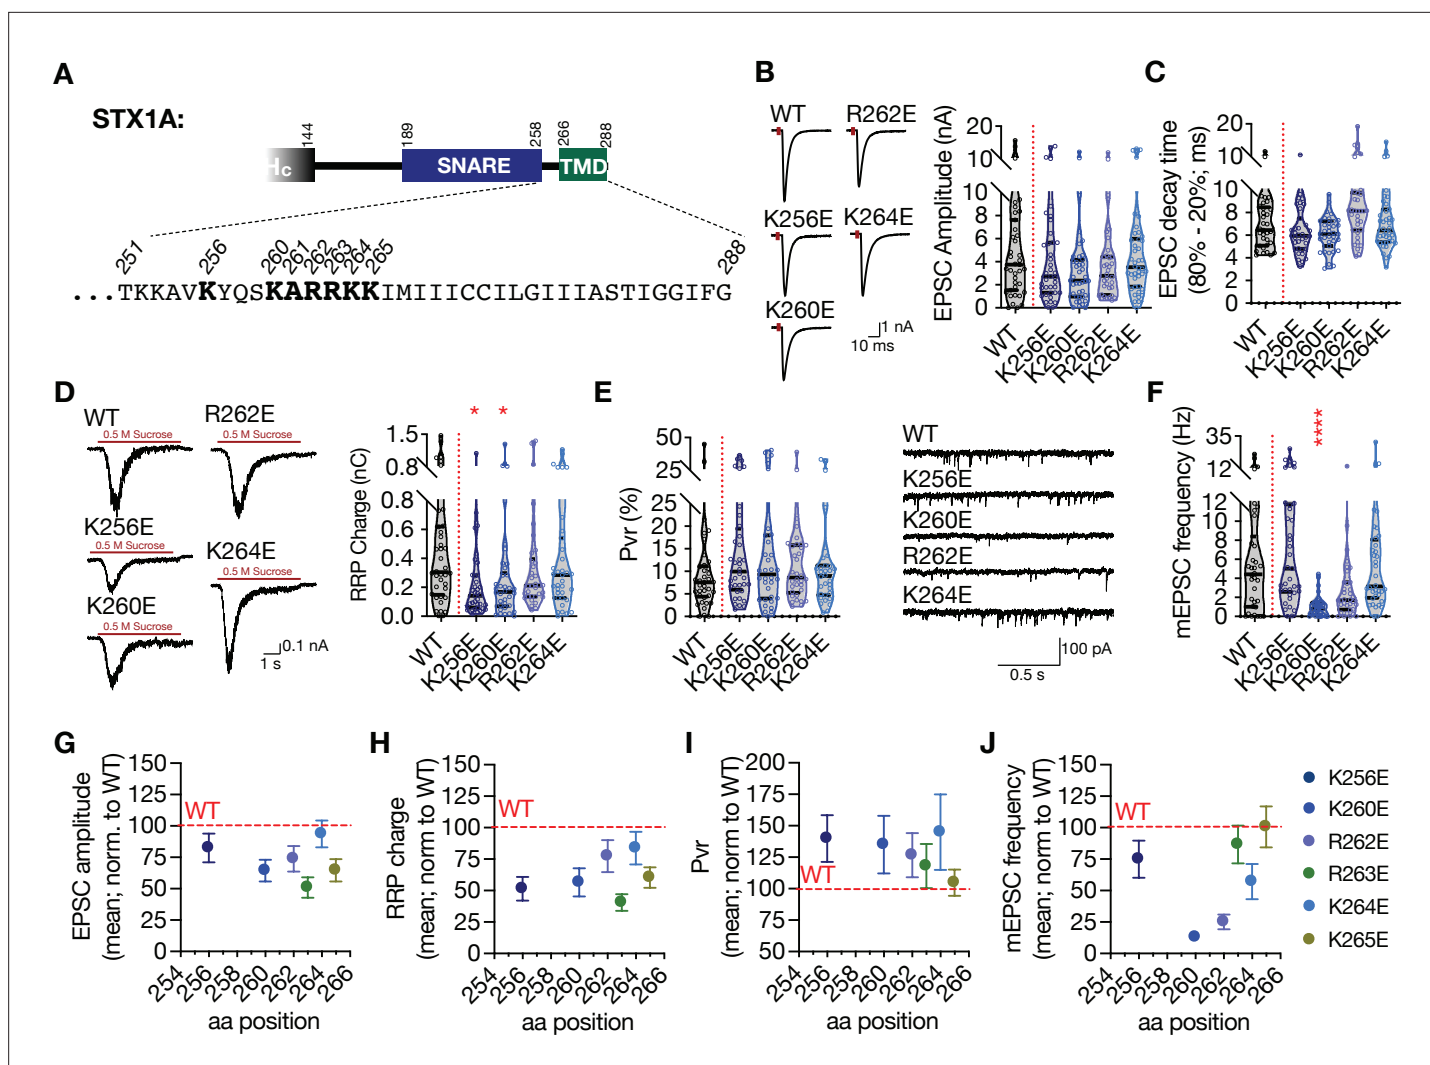 A
STX1A:
Hc
144
189
SNARE
258
266
TMD
288
251
256
260
261
262
263
264
265
288
...TKKAVKYQSKARRKKIMIIICCILGIIIASTIGGIFG
B
WT
R262E
K256E
K264E
K260E
1 nA
10 ms
EPSC Amplitude (nA)
20
10
10
8
6
4
2
0
WT
K256E
K260E
R262E
K264E
C
EPSC decay time
(80% - 20%; ms)
20
10
10
8
6
4
2
0
WT
K256E
K260E
R262E
K264E
D
WT
0.5 M Sucrose
R262E
0.5 M Sucrose
K256E
0.5 M Sucrose
K264E
0.5 M Sucrose
K260E
0.5 M Sucrose
0.1 nA
1 s
RRP Charge (nC)
* *
1.5
0.8
0.8
0.6
0.4
0.2
0.0
WT
K256E
K260E
R262E
K264E
E
Pvr (%)
50
25
25
20
15
10
5
0
WT
K256E
K260E
R262E
K264E
WT
K256E
K260E
R262E
K264E
100 pA
0.5 s
F
mEPSC frequency (Hz)
****
35
12
12
10
8
6
4
2
0
WT
K256E
K260E
R262E
K264E
G
EPSC amplitude
(mean; norm. to WT)
150
125
100
75
50
25
0
WT
254
256
258
260
262
264
266
aa position
H
RRP charge
(mean; norm to WT)
150
125
100
75
50
25
0
WT
254
256
258
260
262
264
266
aa position
I
Pvr
(mean; norm to WT)
200
175
150
125
100
75
50
WT
254
256
258
260
262
264
266
aa position
J
mEPSC frequency
(mean; norm to WT)
150
125
100
75
50
25
0
WT
254
256
258
260
262
264
266
aa position
K256E
K260E
R262E
R263E
K264E
K265E